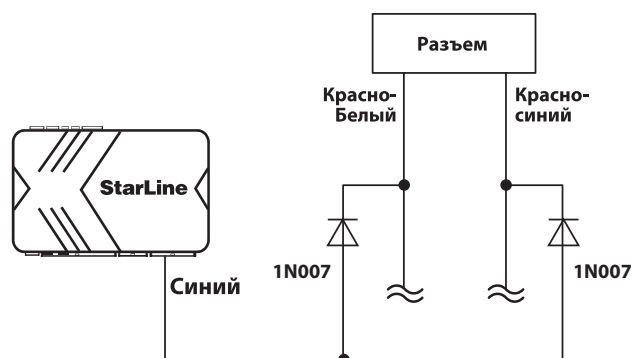 Разъем
Красно-
Белый
Красно-
синий
StarLine
Синий
1N007
1N007